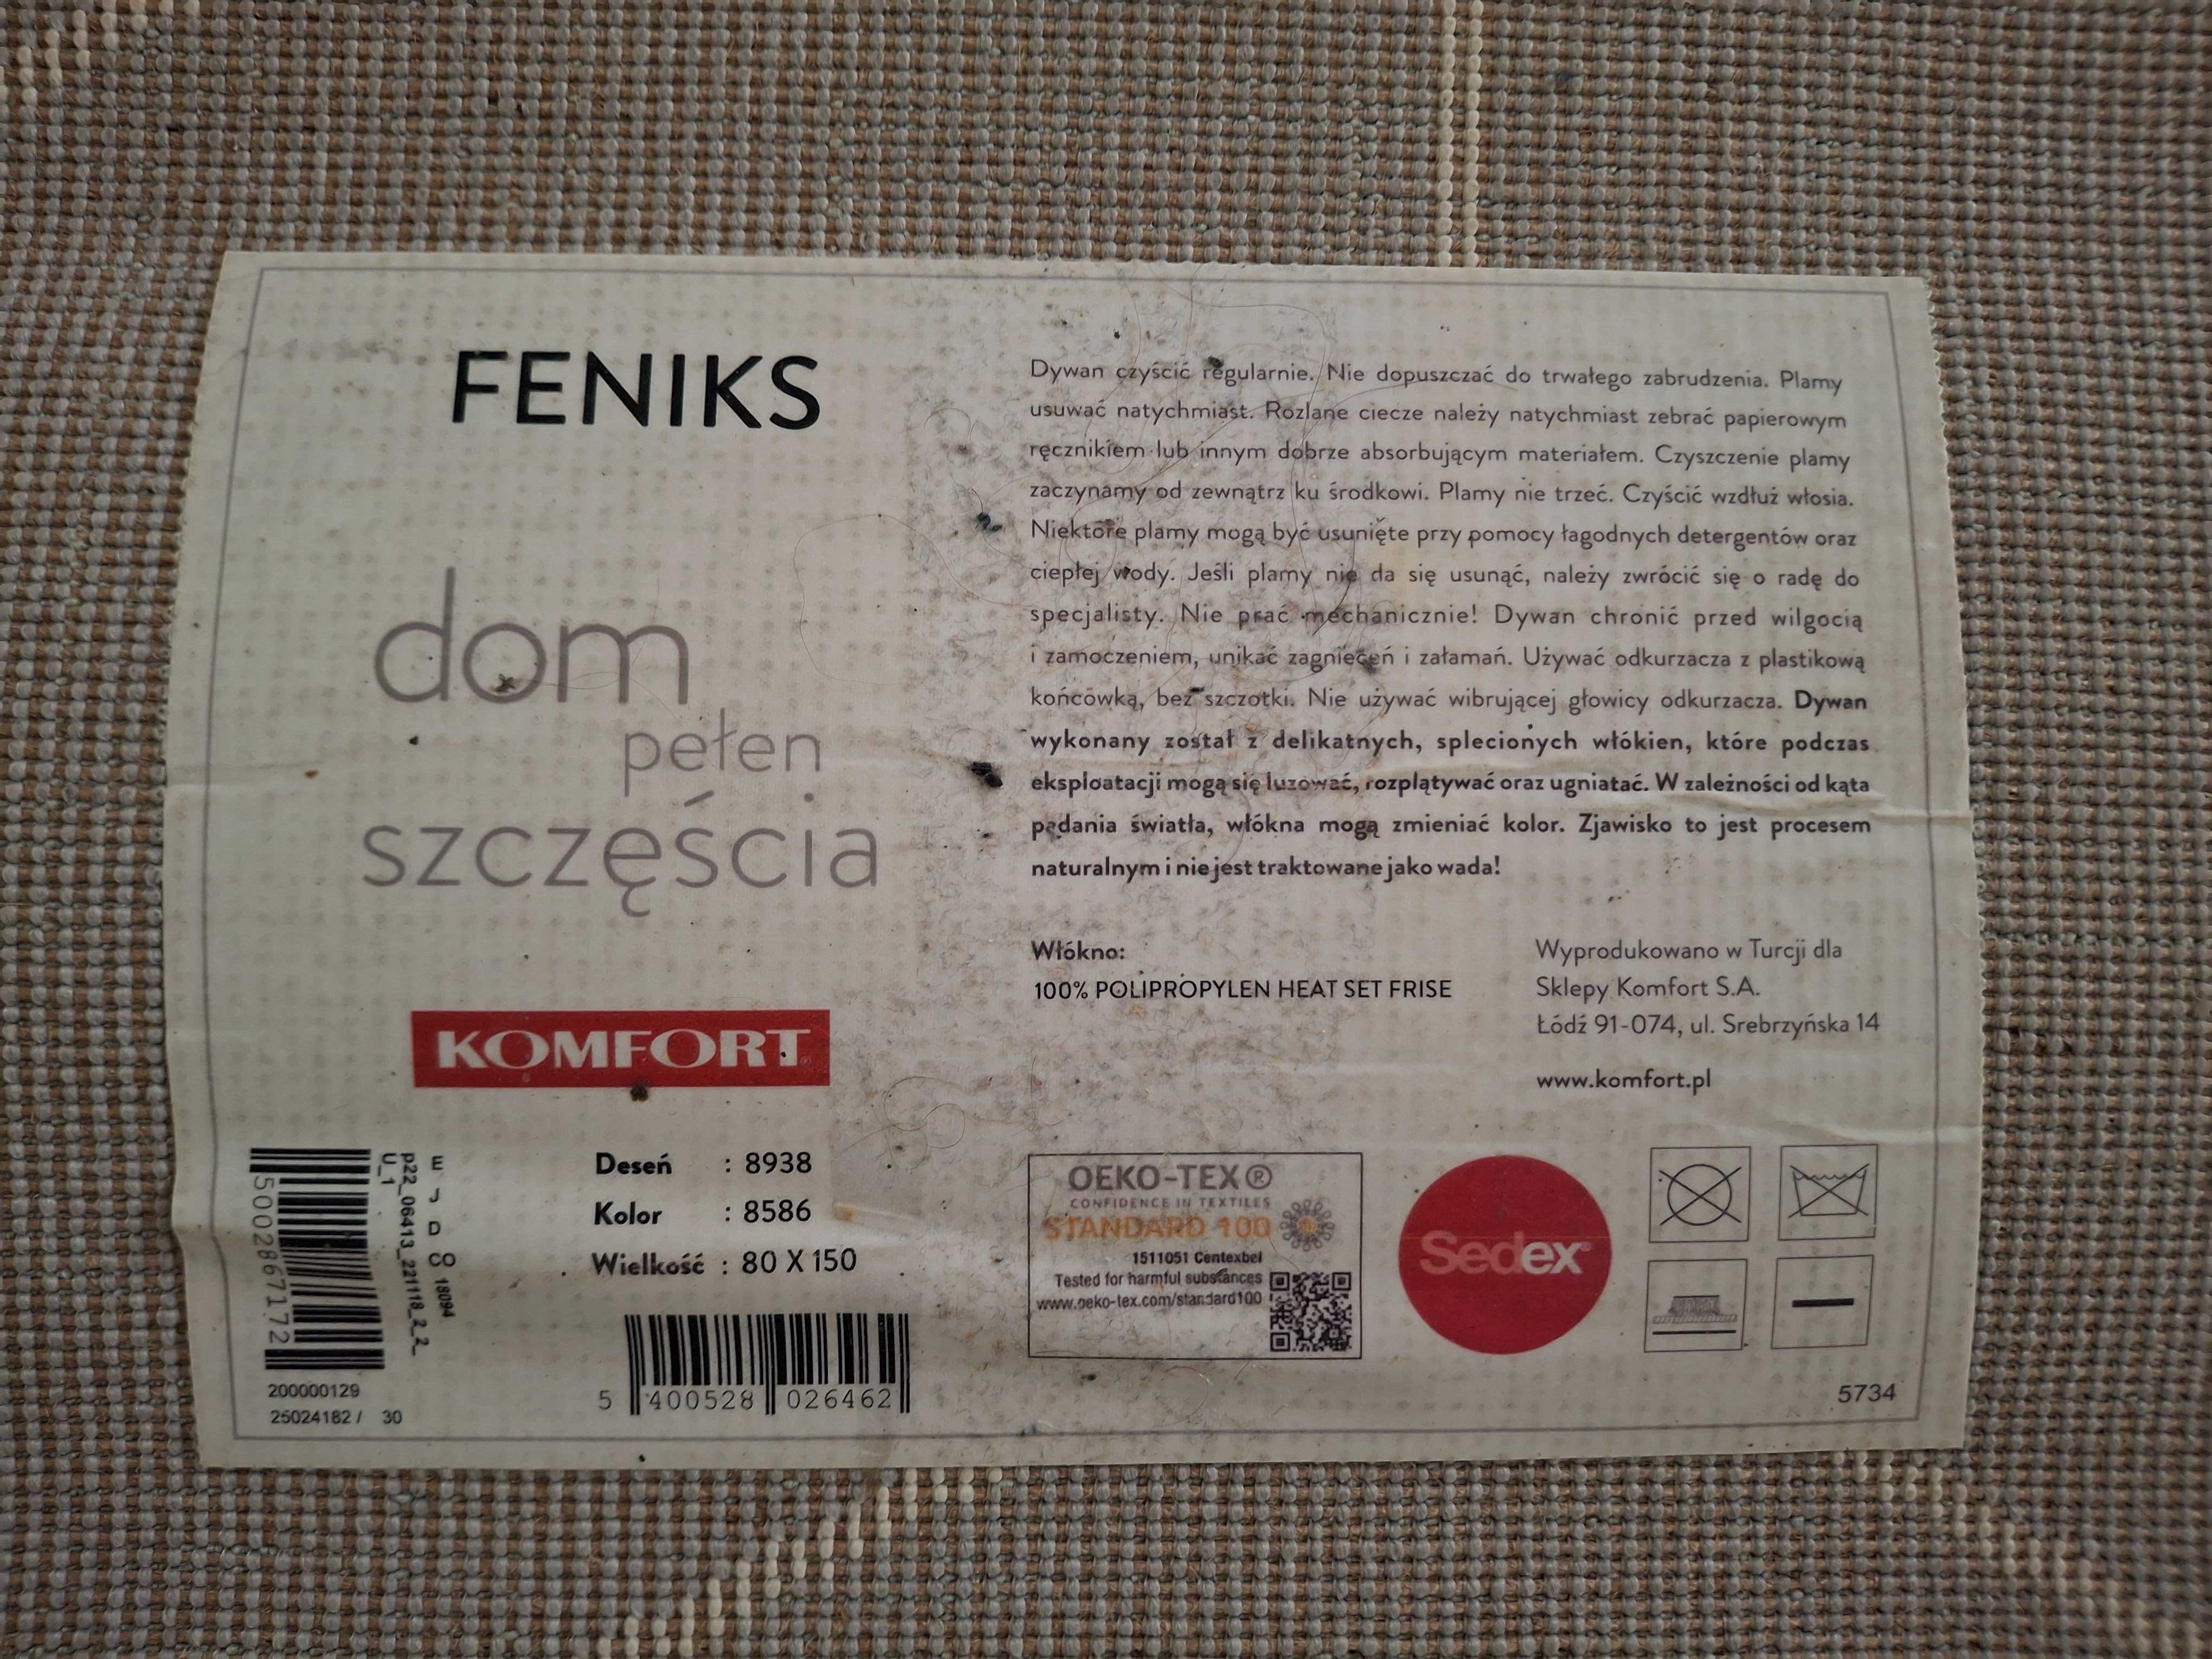 FENIKS
dom
pełen
szczęścia
KOMFORT
Deseń : 8938
Kolor : 8586
Wielkość : 80 X 150
5 400528 026462
5002867172
U_1
p22_06413_22118_2_2_
E J D CO 18094
200000129
25024182 / 30
Dywan czyścić regularnie. Nie dopuszczać do trwałego zabrudzenia. Plamy
usuwać natychmiast. Rozlane ciecze należy natychmiast zebrać papierowym
ręcznikiem lub innym dobrze absorbującym materiałem. Czyszczenie plamy
zaczynamy od zewnątrz ku środkowi. Plamy nie trzeć. Czyścić wzdłuż włosia.
Niektóre plamy mogą być usunięte przy pomocy łagodnych detergentów oraz
ciepłej wody. Jeśli plamy nie da się usunąć, należy zwrócić się o radę do
specjalisty. Nie prać mechanicznie! Dywan chronić przed wilgocią
i zamoczeniem, unikać zagnieceń i załamań. Używać odkurzacza z plastikową
końcówką, bez szczotki. Nie używać wibrującej głowicy odkurzacza. Dywan
wykonany został z delikatnych, splecionych włókien, które podczas
eksploatacji mogą się luzować, rozplątywać oraz ugniatać. W zależności od kąta
padania światła, włókna mogą zmieniać kolor. Zjawisko to jest procesem
naturalnym i nie jest traktowane jako wada!
Włókno:
100% POLIPROPYLEN HEAT SET FRISE
Wyprodukowano w Turcji dla
Sklepy Komfort S.A.
Łódź 91-074, ul. Srebrzyńska 14
www.komfort.pl
OEKO-TEX®
CONFIDENCE IN TEXTILES
STANDARD 100
1511051 Centexbel
Tested for harmful substances
www.oeko-tex.com/standard100
Sedex
5734